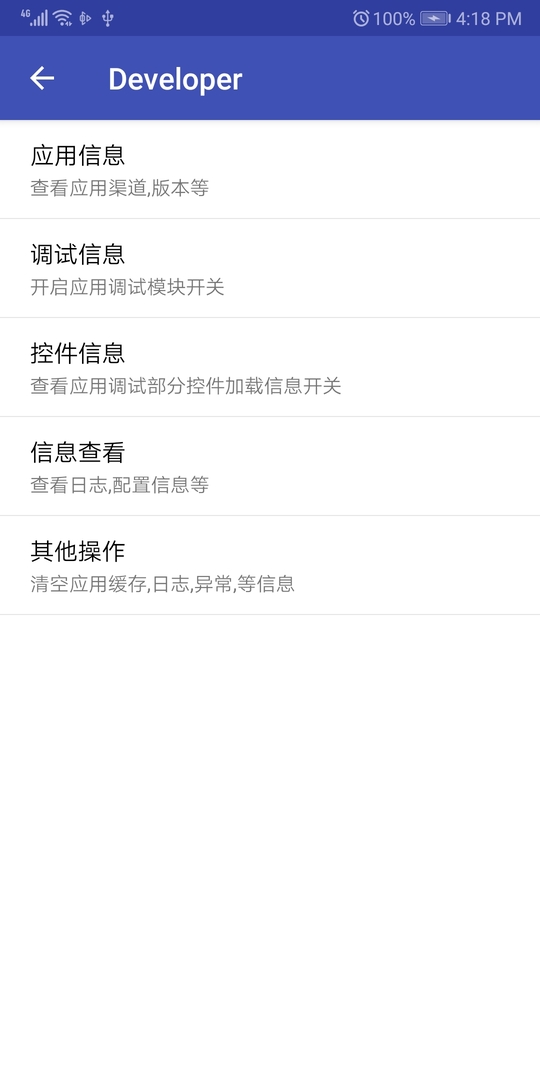 4G
100% 4:18 PM
Developer
应用信息
查看应用渠道,版本等
调试信息
开启应用调试模块开关
控件信息
查看应用调试部分控件加载信息开关
信息查看
查看日志,配置信息等
其他操作
清空应用缓存,日志,异常,等信息